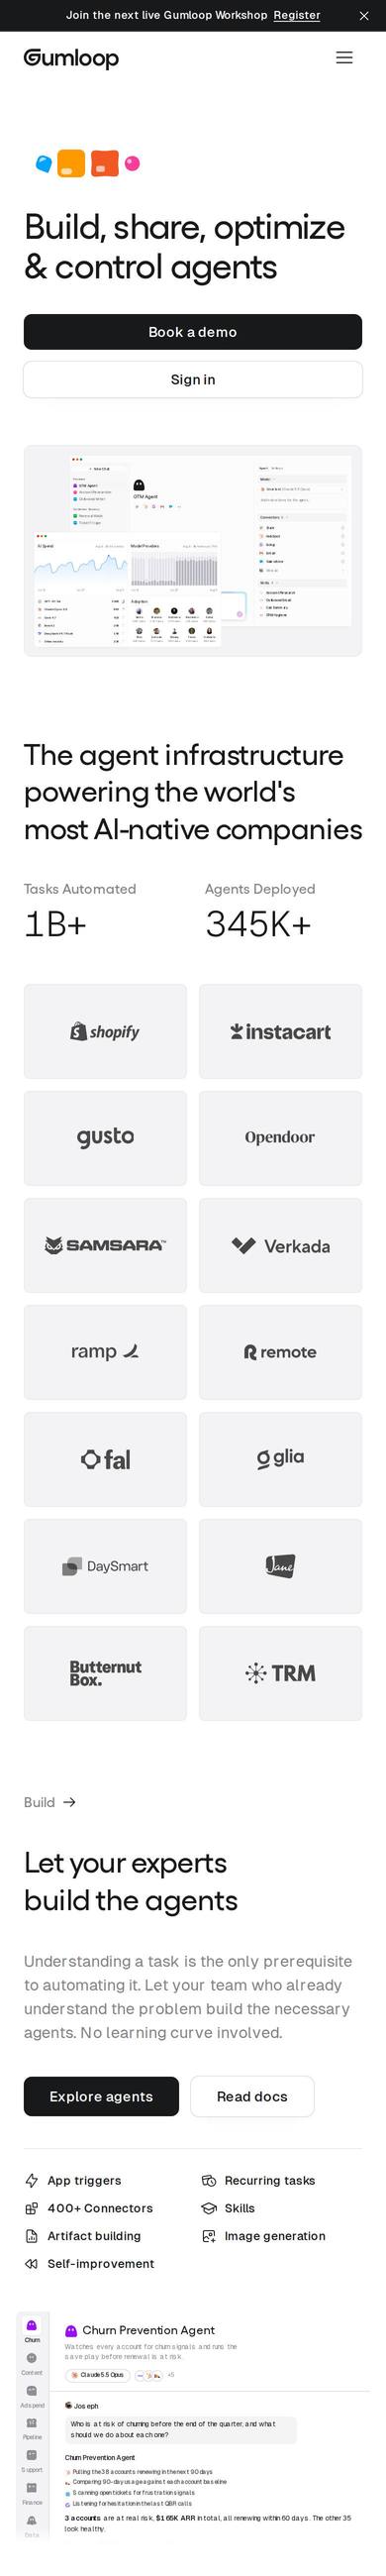 Join the next live Gumloop Workshop Register
Gumloop
Build, share, optimize
& control agents
Book a demo
Sign in
GTM Agent
AI Spend
Model Providers
Adoption
The agent infrastructure
powering the world's
most AI-native companies
Tasks Automated
Agents Deployed
1B+
345K+
shopify
instacart
gusto
Opendoor
SAMSARA™
Verkada
ramp
remote
fal
glia
DaySmart
Jane
Butternut
Box.
TRM
Build
Let your experts
build the agents
Understanding a task is the only prerequisite
to automating it. Let your team who already
understand the problem build the necessary
agents. No learning curve involved.
Explore agents
Read docs
App triggers
Recurring tasks
400+ Connectors
Skills
Artifact building
Image generation
Self-improvement
Churn
Content
Ad spend
Pipeline
Support
Finance
Data
Churn Prevention Agent
Watches every account for churn signals and runs the
save play before renewal is at risk.
Claude 5.5 Opus
+5
Joseph
Who is at risk of churning before the end of the quarter, and what
should we do about each one?
Churn Prevention Agent
Pulling the 38 accounts renewing in the next 90 days
Comparing 90-day usage against each account baseline
Scanning open tickets for frustration signals
Listening for hesitation in the last QBR calls
3 accounts are at real risk, $165K ARR in total, all renewing within 60 days. The other 35
look healthy.